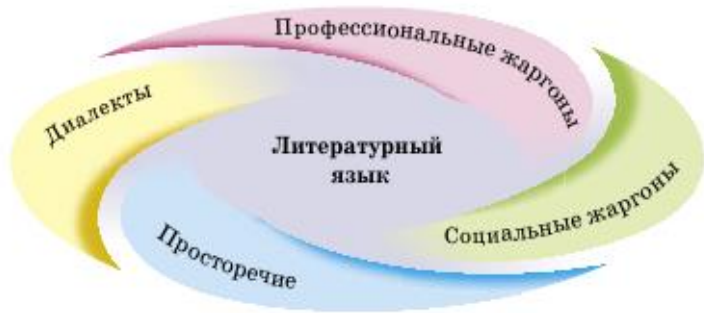 Профессиональные жаргоны
Диалекты
Литературный
язык
Социальные жаргоны
Просторечие